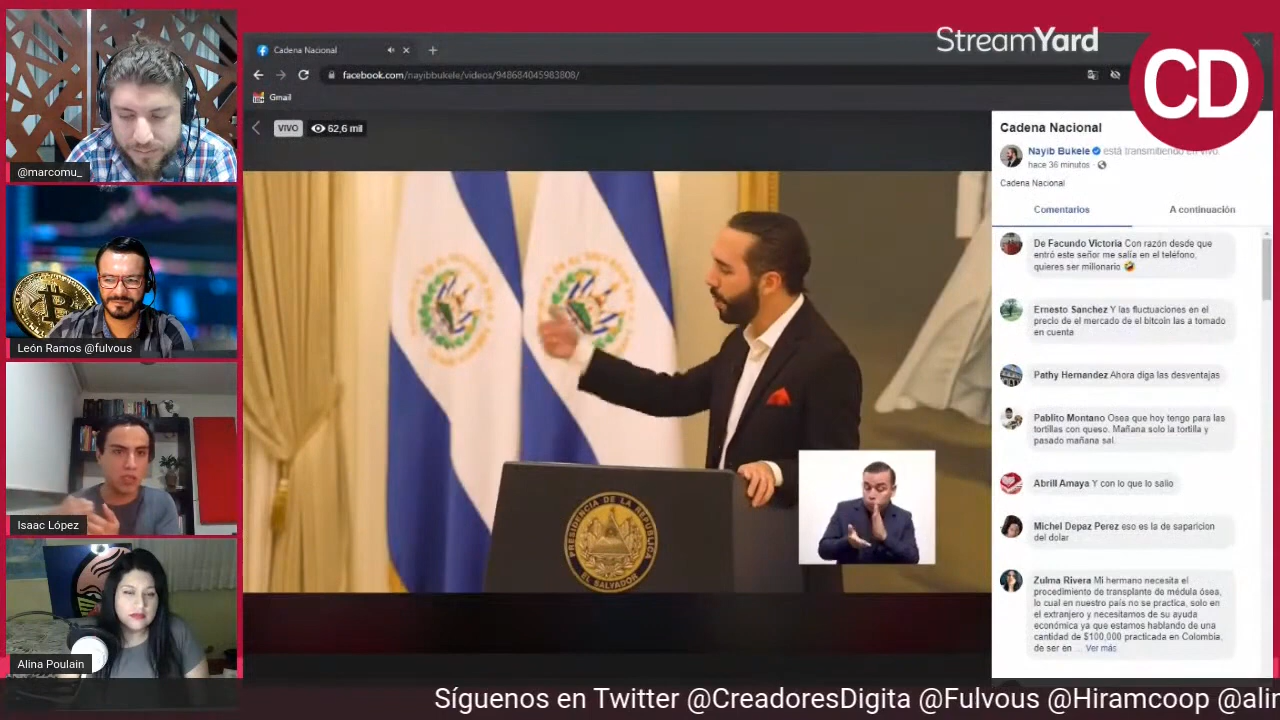 StreamYard
CD
Cadena Nacional
facebook.com/nayibbukele/videos/948684045983808/
Gmail
VIVO
62,6 mil
@marcomu_
León Ramos @fulvous
Isaac López
Alina Poulain
PRESIDENCIA DE LA REPÚBLICA
EL SALVADOR
Cadena Nacional
Nayib Bukele está transmitiendo en vivo.
hace 36 minutos
Cadena Nacional
Comentarios
A continuación
De Facundo Victoria Con razón desde que
entró este señor me salía en el teléfono,
quieres ser milionario
Ernesto Sanchez Y las fluctuaciones en el
precio de el mercado de el bitcoin las a tomado
en cuenta
Pathy Hernandez Ahora diga las desventajas
Pablito Montano Osea que hoy tengo para las
tortillas con queso. Mañana solo la tortilla y
pasado mañana sal.
Abrill Amaya Y con lo que lo salio
Michel Depaz Perez eso es la de saparicion
del dolar
Zulma Rivera Mi hermano necesita el
procedimiento de transplante de médula ósea,
lo cual en nuestro país no se practica, solo en
el extranjero y necesitamos de su ayuda
económica ya que estamos hablando de una
cantidad de $100,000 practicada en Colombia,
de ser en ... Ver más
Síguenos en Twitter @CreadoresDigita @Fulvous @Hiramcoop @alin